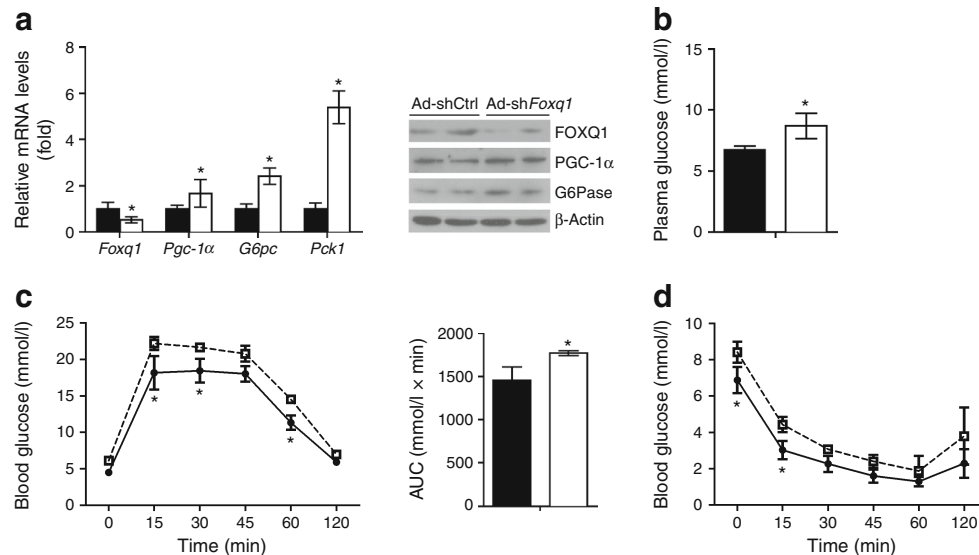 a
Relative mRNA levels
(fold)
8
6
4
2
0
*
*
*
*
Foxq1 Pgc-1α G6pc Pck1
Ad-shCtrl Ad-shFoxq1
FOXQ1
PGC-1α
G6Pase
β-Actin
b
Plasma glucose (mmol/l)
15
10
5
0
*
c
Blood glucose (mmol/l)
25
20
15
10
5
0
*
*
*
0 15 30 45 60 120
Time (min)
AUC (mmol/l × min)
2000
1500
1000
500
0
*
d
Blood glucose (mmol/l)
10
8
6
4
2
0
*
*
0 15 30 45 60 120
Time (min)